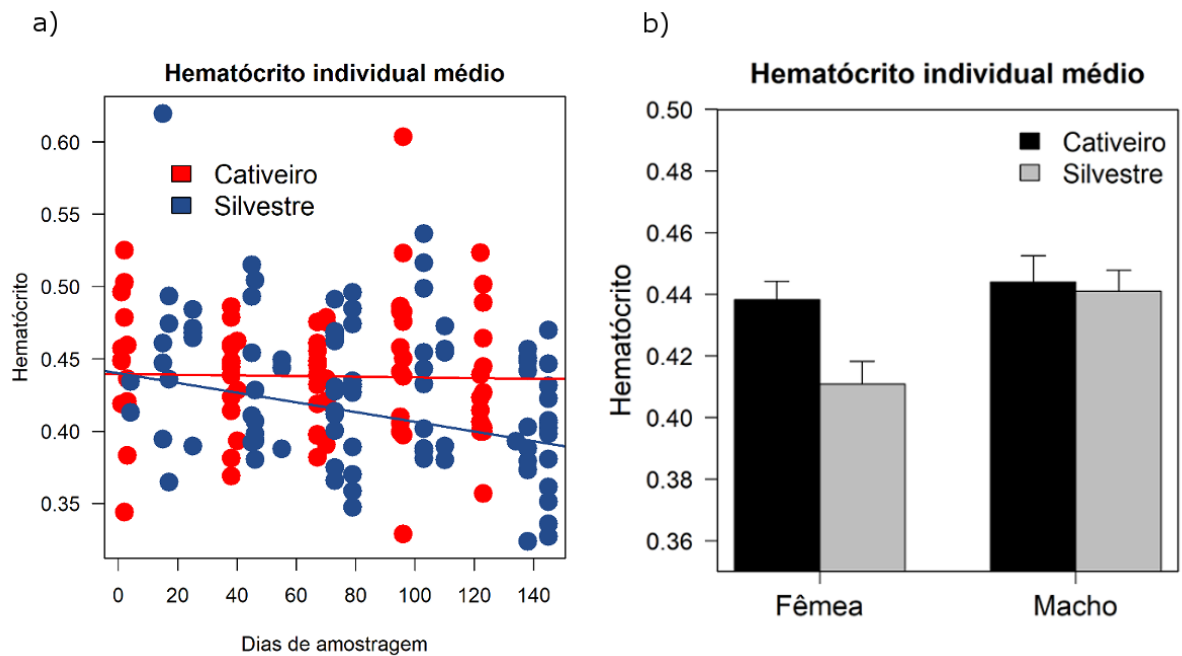 a)
Hematócrito individual médio
Hematócrito
0.60
0.55
0.50
0.45
0.40
0.35
Cativeiro
Silvestre
0 20 40 60 80 100 120 140
Dias de amostragem
b)
Hematócrito individual médio
Hematócrito
0.50
0.48
0.46
0.44
0.42
0.40
0.38
0.36
Cativeiro
Silvestre
Fêmea Macho